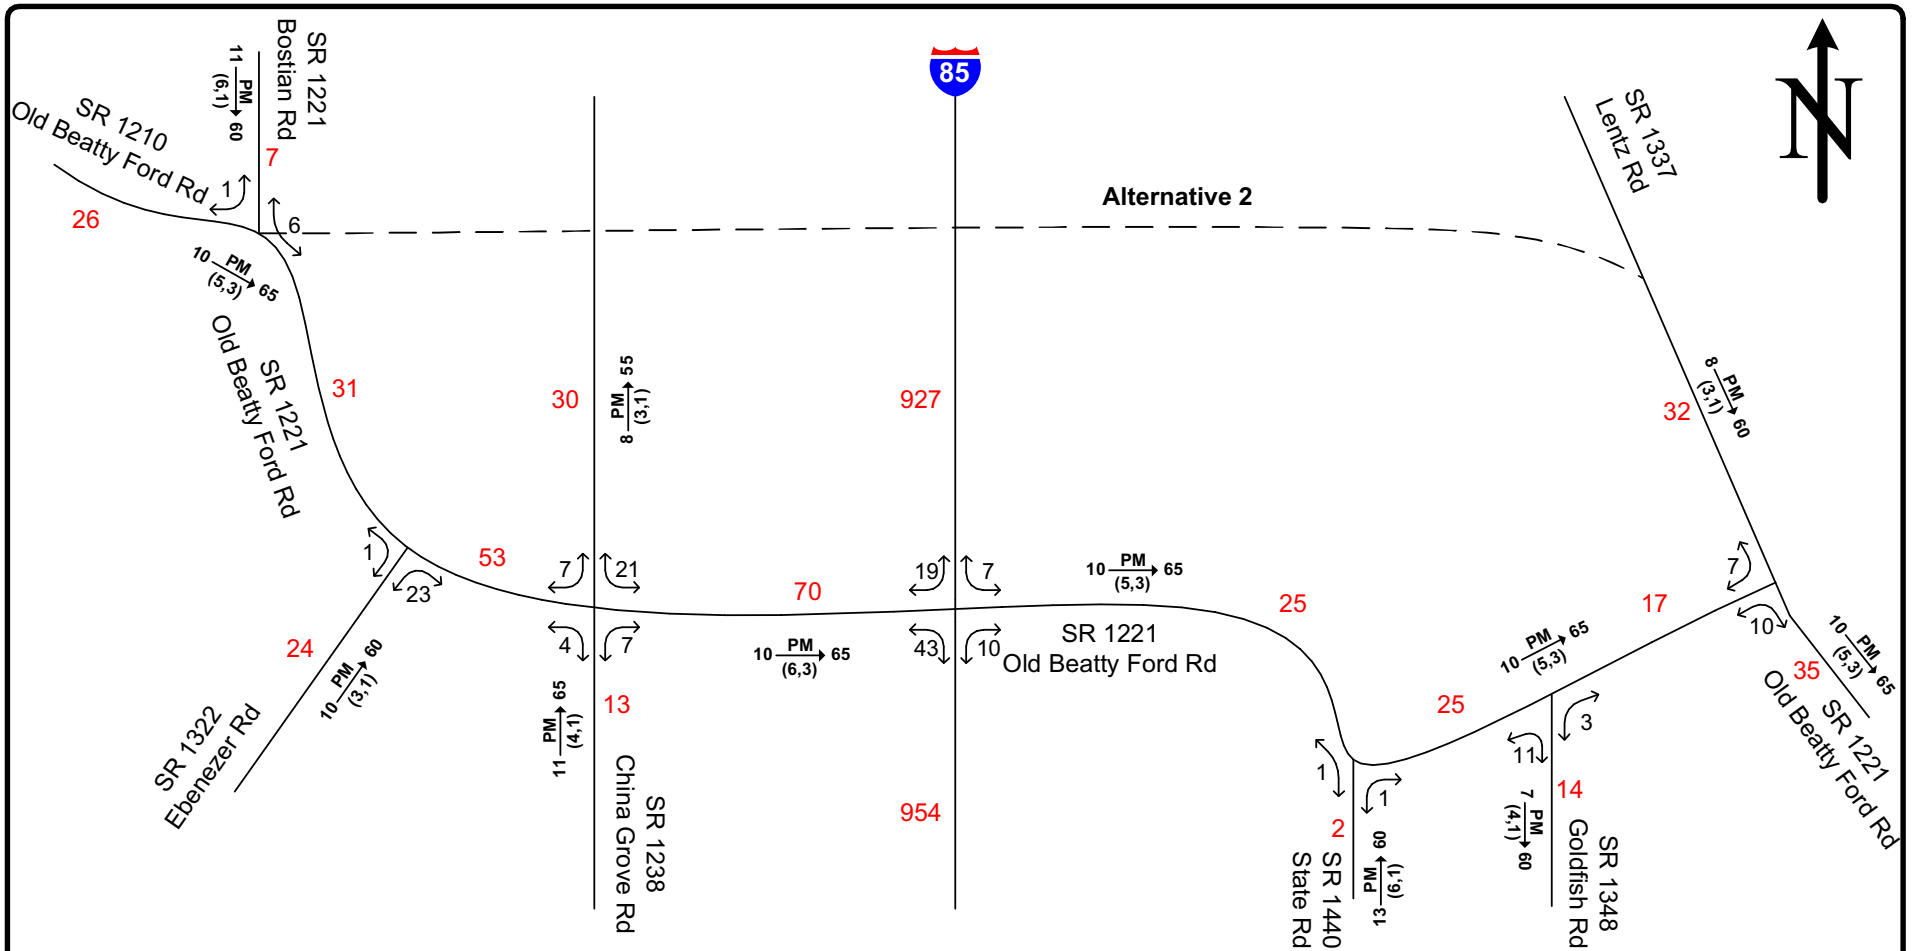 SR 1221
Bostian Rd
11 PM 60
(6,1)
7
SR 1210
Old Beatty Ford Rd
1
6
26
10 PM 65
(5,3)
85
Alternative 2
N
SR 1337
Lentz Rd
SR 1221
Old Beatty Ford Rd
31
30
8 PM 55
(3,1)
927
32
8 PM 60
(3,1)
1
23
53
7
21
4
7
70
10 PM 65
(6,3)
19
7
43
10
10 PM 65
(5,3)
SR 1221
Old Beatty Ford Rd
25
24
10 PM 60
(3,1)
SR 1322
Ebenezer Rd
11 PM 65
(4,1)
13
SR 1238
China Grove Rd
954
1
1
2
SR 1440
State Rd
13 PM 60
(6,1)
25
10 PM 65
(5,3)
17
11
3
14
7 PM 60
(4,1)
SR 1348
Goldfish Rd
7
10
10 PM 65
(5,3)
35
SR 1221
Old Beatty Ford Rd